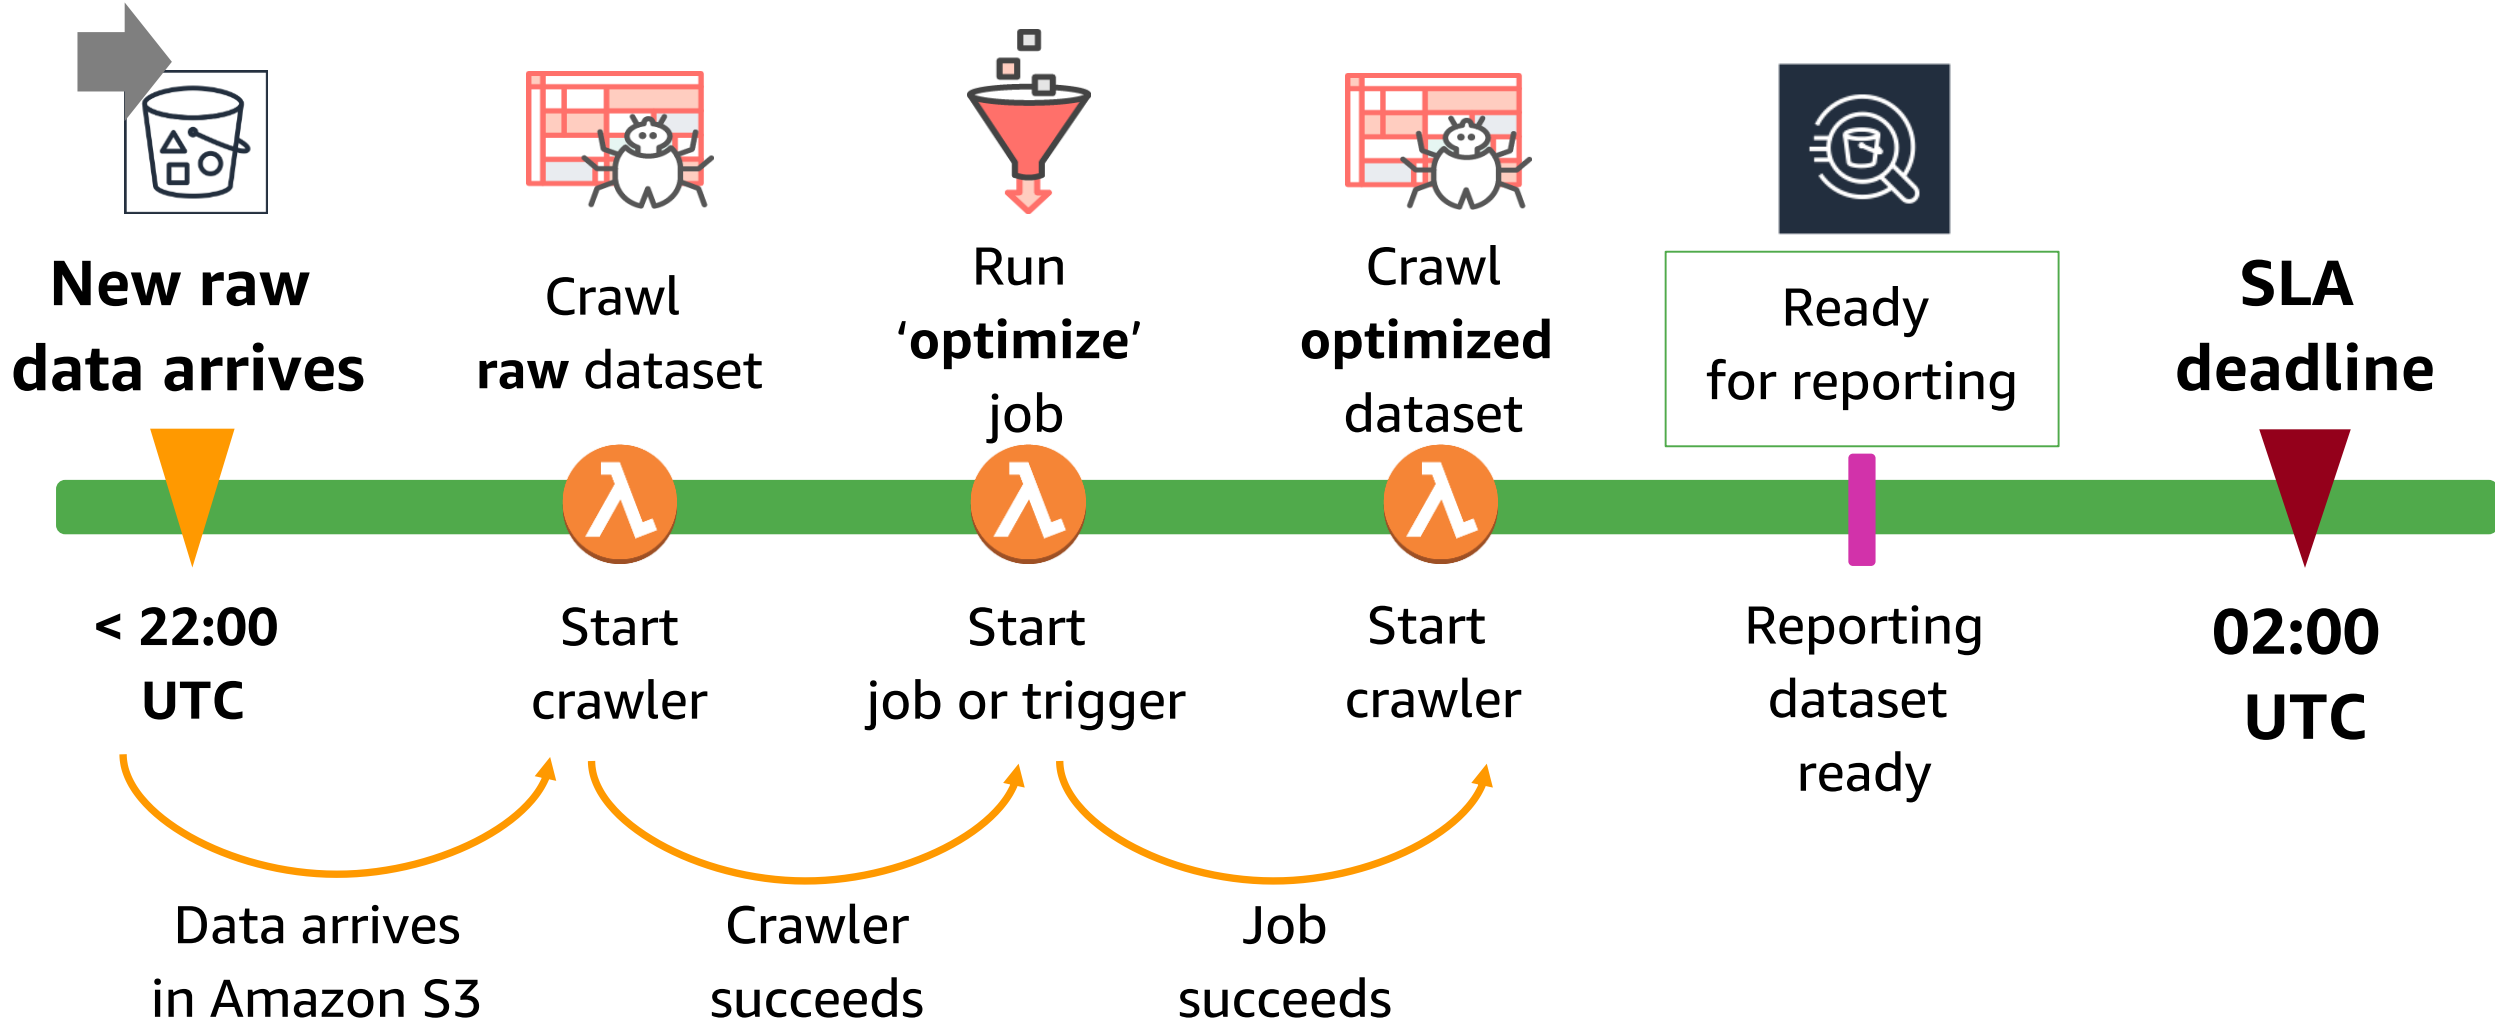 New raw
data arrives
Crawl
raw dataset
Run
‘optimize‘
job
Crawl
optimized
dataset
Ready
for reporting
SLA
deadline
< 22:00
UTC
Start
crawler
Start
job or trigger
Start
crawler
Reporting
dataset
ready
02:00
UTC
Data arrives
in Amazon S3
Crawler
succeeds
Job
succeeds